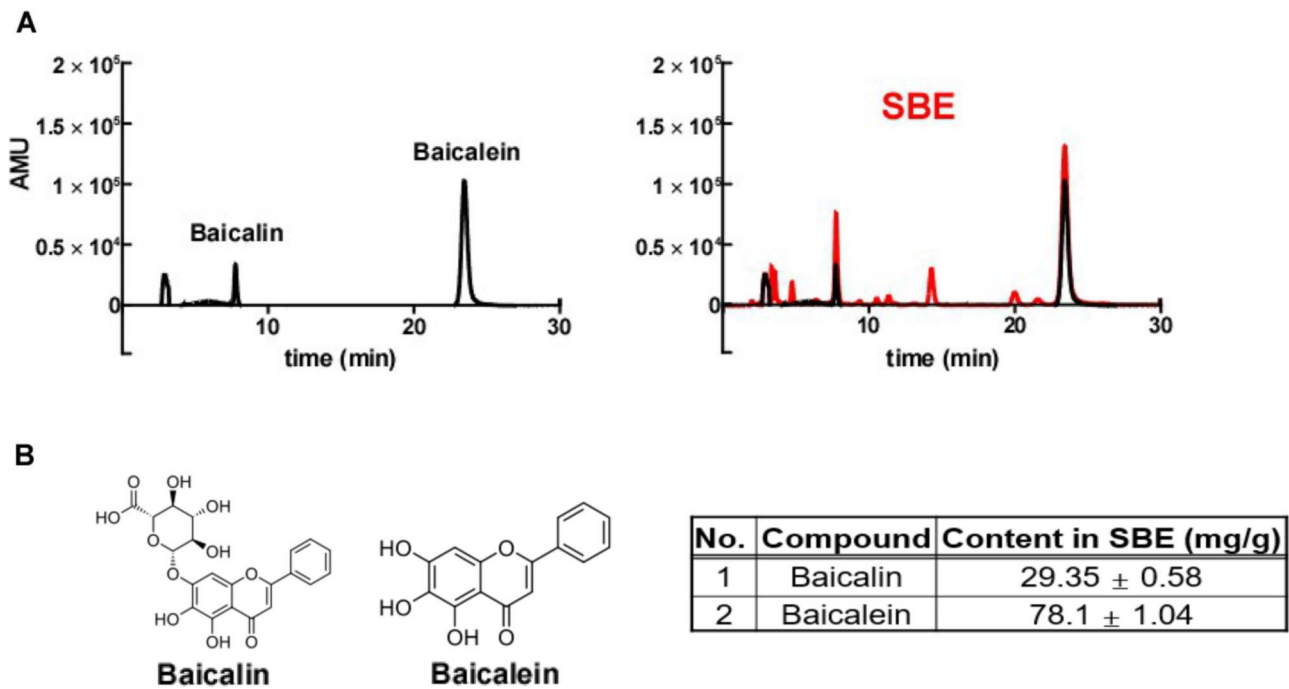 A
2 × 10⁵
1.5 × 10⁵
1 × 10⁵
0.5 × 10⁴
0
AMU
Baicalin
Baicalein
10
20
30
time (min)
2 × 10⁵
1.5 × 10⁵
1 × 10⁵
0.5 × 10⁴
0
SBE
10
20
30
time (min)
B
O
OH
HO
OH
O
OH
O
O
HO
OH
O
Baicalin
HO
O
HO
OH
O
Baicalein
No. Compound Content in SBE (mg/g)
1 Baicalin 29.35 ± 0.58
2 Baicalein 78.1 ± 1.04